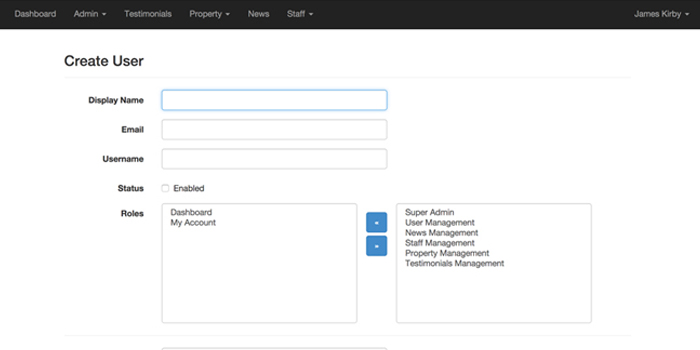 Dashboard Admin Testimonials Property News Staff James Kirby
Create User
Display Name
Email
Username
Status Enabled
Roles
Dashboard
My Account
«
»
Super Admin
User Management
News Management
Staff Management
Property Management
Testimonials Management